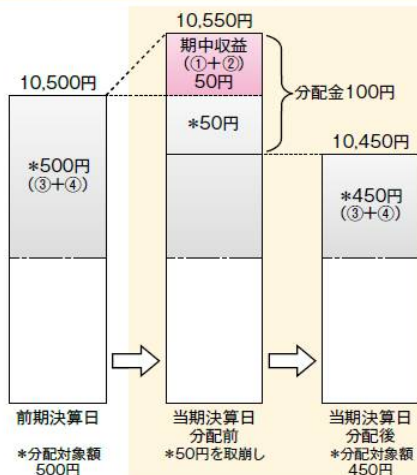 10,550円
期中収益
(①+②)
50円
分配金100円
10,500円
*50円
10,450円
*500円
(③+④)
*450円
(③+④)
前期決算日
*分配対象額
500円
当期決算日
分配前
*50円を取崩し
当期決算日
分配後
*分配対象額
450円